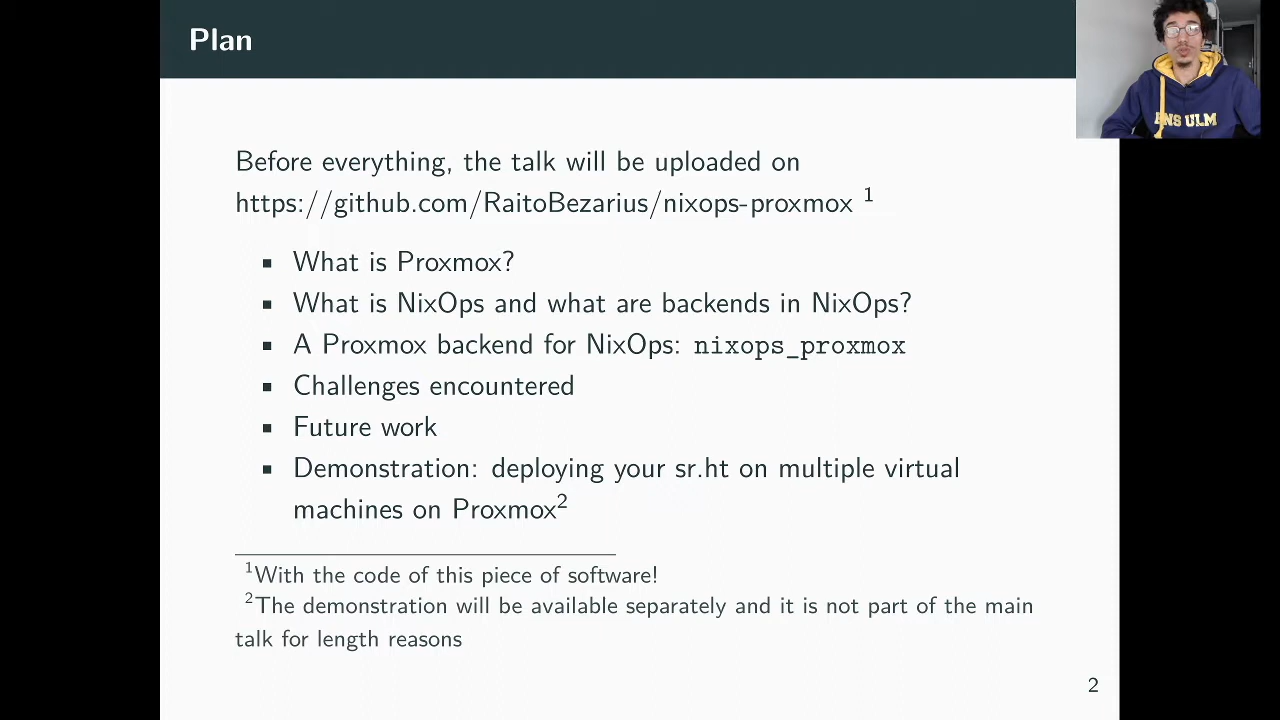 Plan
Before everything, the talk will be uploaded on
https://github.com/RaitoBezarius/nixops-proxmox 1
▪ What is Proxmox?
▪ What is NixOps and what are backends in NixOps?
▪ A Proxmox backend for NixOps: nixops_proxmox
▪ Challenges encountered
▪ Future work
▪ Demonstration: deploying your sr.ht on multiple virtual
machines on Proxmox2
1With the code of this piece of software!
2The demonstration will be available separately and it is not part of the main
talk for length reasons
2
ENS ULM